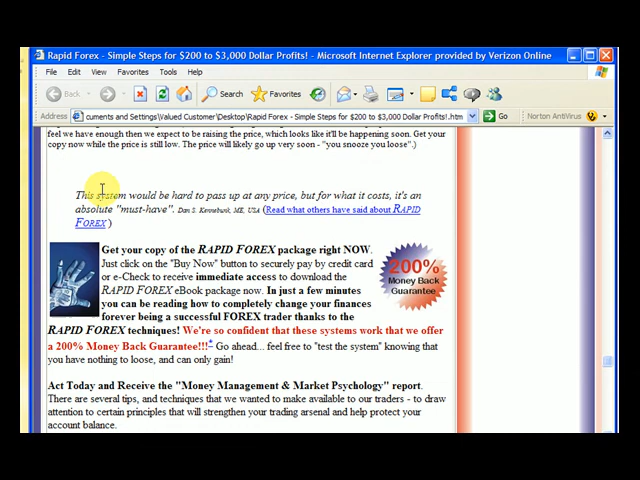 Rapid Forex - Simple Steps for $200 to $3,000 Dollar Profits! - Microsoft Internet Explorer provided by Verizon Online
File Edit View Favorites Tools Help
Back Search Favorites
Address cuments and Settings\Valued Customer\Desktop\Rapid Forex - Simple Steps for $200 to $3,000 Dollar Profits!.htm Go Norton AntiVirus
feel we have enough then we expect to be raising the price, which looks like it'll be happening soon. Get your
copy now while the price is still low. The price will likely go up very soon - "you snooze you loose".)
This system would be hard to pass up at any price, but for what it costs, it's an
absolute "must-have". Dan S. Kennebunk, ME, USA (Read what others have said about RAPID
FOREX )
Get your copy of the RAPID FOREX package right NOW.
Just click on the "Buy Now" button to securely pay by credit card
or e-Check to receive immediate access to download the
RAPID FOREX eBook package now. In just a few minutes
you can be reading how to completely change your finances
forever being a successful FOREX trader thanks to the
RAPID FOREX techniques! We're so confident that these systems work that we offer
a 200% Money Back Guarantee!!!* Go ahead... feel free to "test the system" knowing that
you have nothing to loose, and can only gain!
200%
Money Back
Guarantee
Act Today and Receive the "Money Management & Market Psychology" report.
There are several tips, and techniques that we wanted to make available to our traders - to draw
attention to certain principles that will strengthen your trading arsenal and help protect your
account balance.